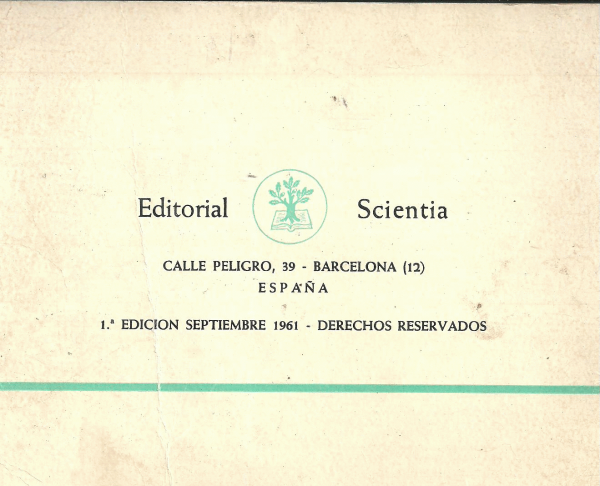 Editorial Scientia
CALLE PELIGRO, 39 - BARCELONA (12)
ESPAÑA
1.ª EDICION SEPTIEMBRE 1961 - DERECHOS RESERVADOS